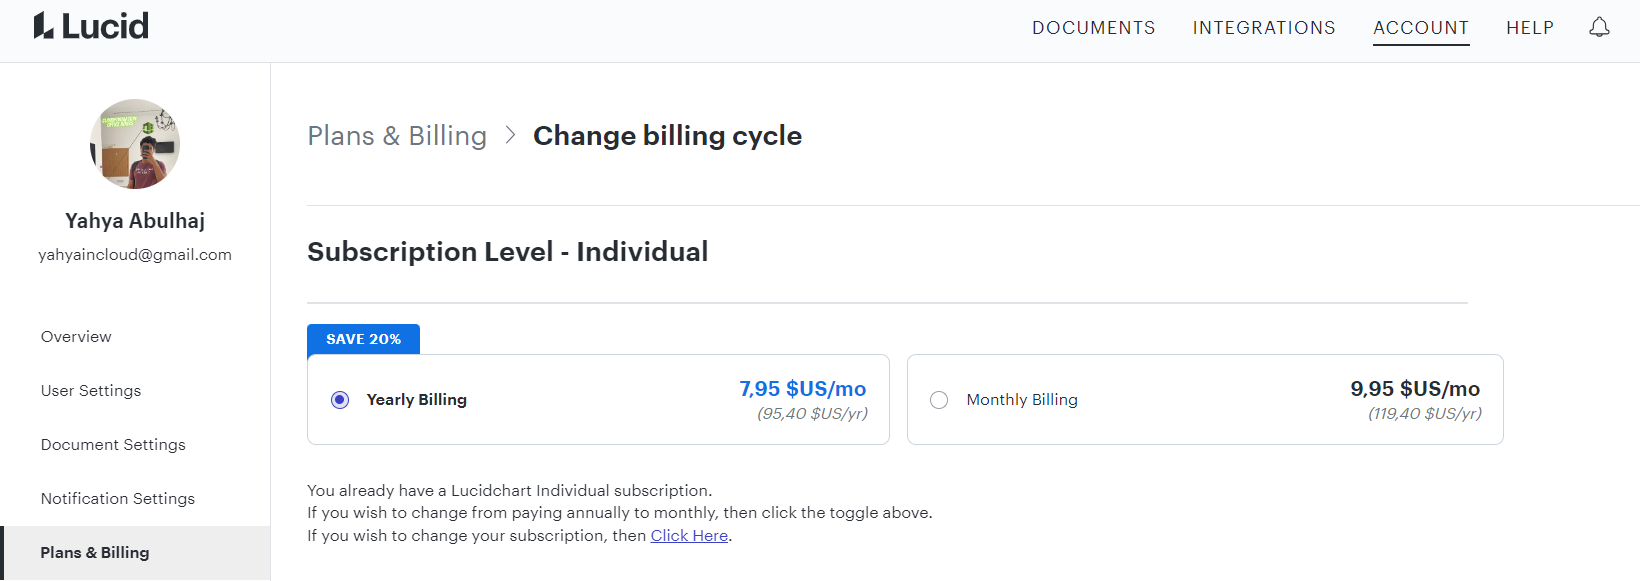 Lucid
DOCUMENTS
INTEGRATIONS
ACCOUNT
HELP
Yahya Abulhaj
yahyaincloud@gmail.com
Overview
User Settings
Document Settings
Notification Settings
Plans & Billing
Plans & Billing > Change billing cycle
Subscription Level - Individual
SAVE 20%
Yearly Billing
7,95 $US/mo
(95,40 $US/yr)
Monthly Billing
9,95 $US/mo
(119,40 $US/yr)
You already have a Lucidchart Individual subscription.
If you wish to change from paying annually to monthly, then click the toggle above.
If you wish to change your subscription, then Click Here.